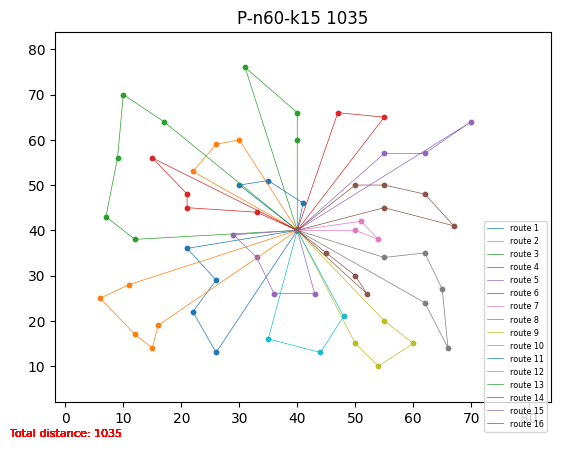 P-n60-k15 1035
80
70
60
50
40
30
20
10
0
10
20
30
40
50
60
70
80
route 1
route 2
route 3
route 4
route 5
route 6
route 7
route 8
route 9
route 10
route 11
route 12
route 13
route 14
route 15
route 16
Total distance: 1035